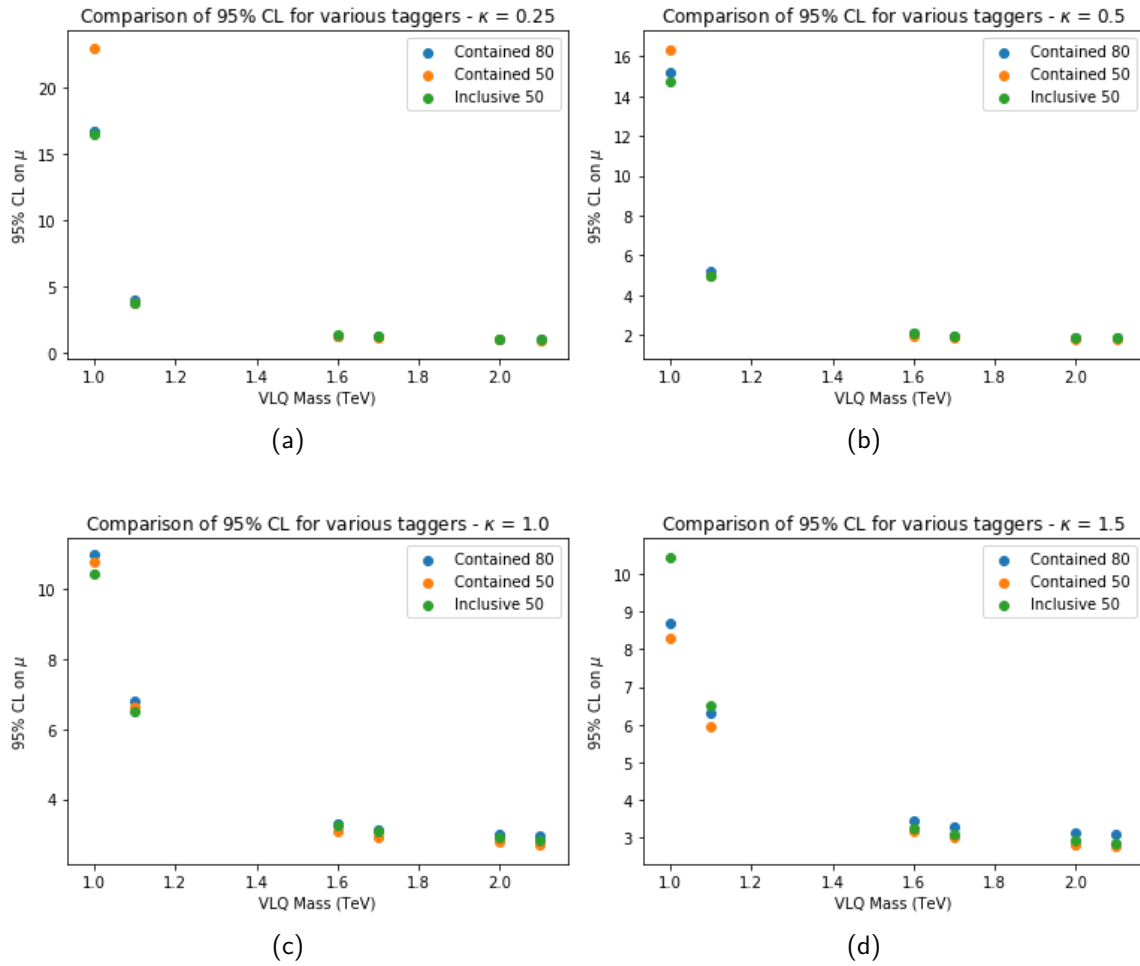 Comparison of 95% CL for various taggers - κ = 0.25
95% CL on μ
20
15
10
5
0
Contained 80
Contained 50
Inclusive 50
1.0 1.2 1.4 1.6 1.8 2.0
VLQ Mass (TeV)
(a)
Comparison of 95% CL for various taggers - κ = 0.5
95% CL on μ
16
14
12
10
8
6
4
2
Contained 80
Contained 50
Inclusive 50
1.0 1.2 1.4 1.6 1.8 2.0
VLQ Mass (TeV)
(b)
Comparison of 95% CL for various taggers - κ = 1.0
95% CL on μ
10
8
6
4
Contained 80
Contained 50
Inclusive 50
1.0 1.2 1.4 1.6 1.8 2.0
VLQ Mass (TeV)
(c)
Comparison of 95% CL for various taggers - κ = 1.5
95% CL on μ
10
9
8
7
6
5
4
3
Contained 80
Contained 50
Inclusive 50
1.0 1.2 1.4 1.6 1.8 2.0
VLQ Mass (TeV)
(d)